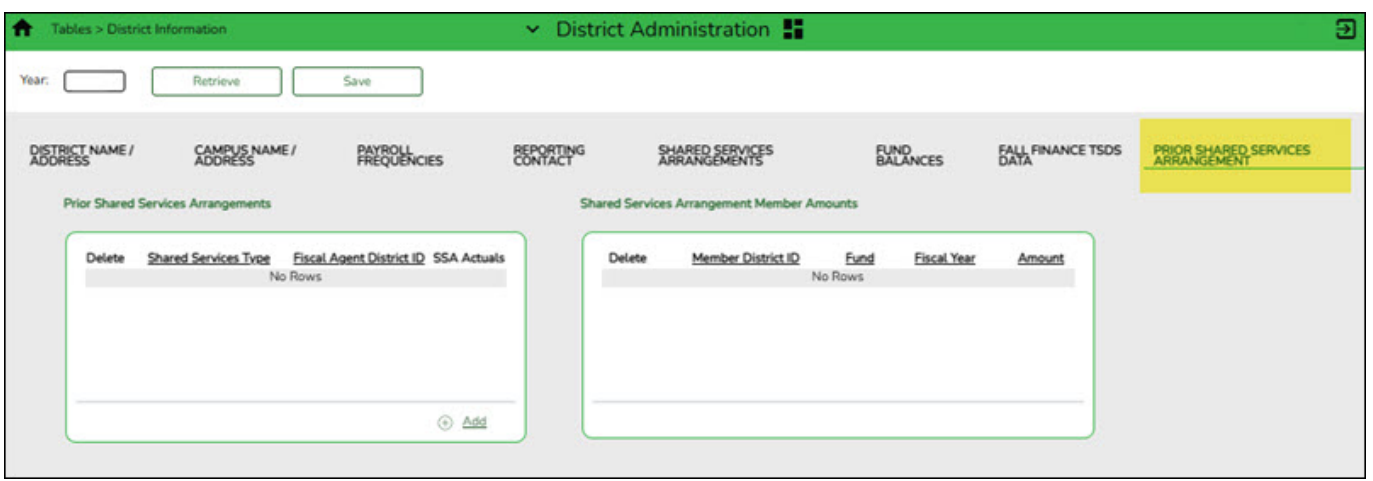 Tables > District Information
District Administration
Year:
Retrieve
Save
DISTRICT NAME /
ADDRESS
CAMPUS NAME /
ADDRESS
PAYROLL
FREQUENCIES
REPORTING
CONTACT
SHARED SERVICES
ARRANGEMENTS
FUND
BALANCES
FALL FINANCE TSDS
DATA
PRIOR SHARED SERVICES
ARRANGEMENT
Prior Shared Services Arrangements
Delete Shared Services Type Fiscal Agent District ID SSA Actuals
No Rows
Add
Shared Services Arrangement Member Amounts
Delete Member District ID Fund Fiscal Year Amount
No Rows